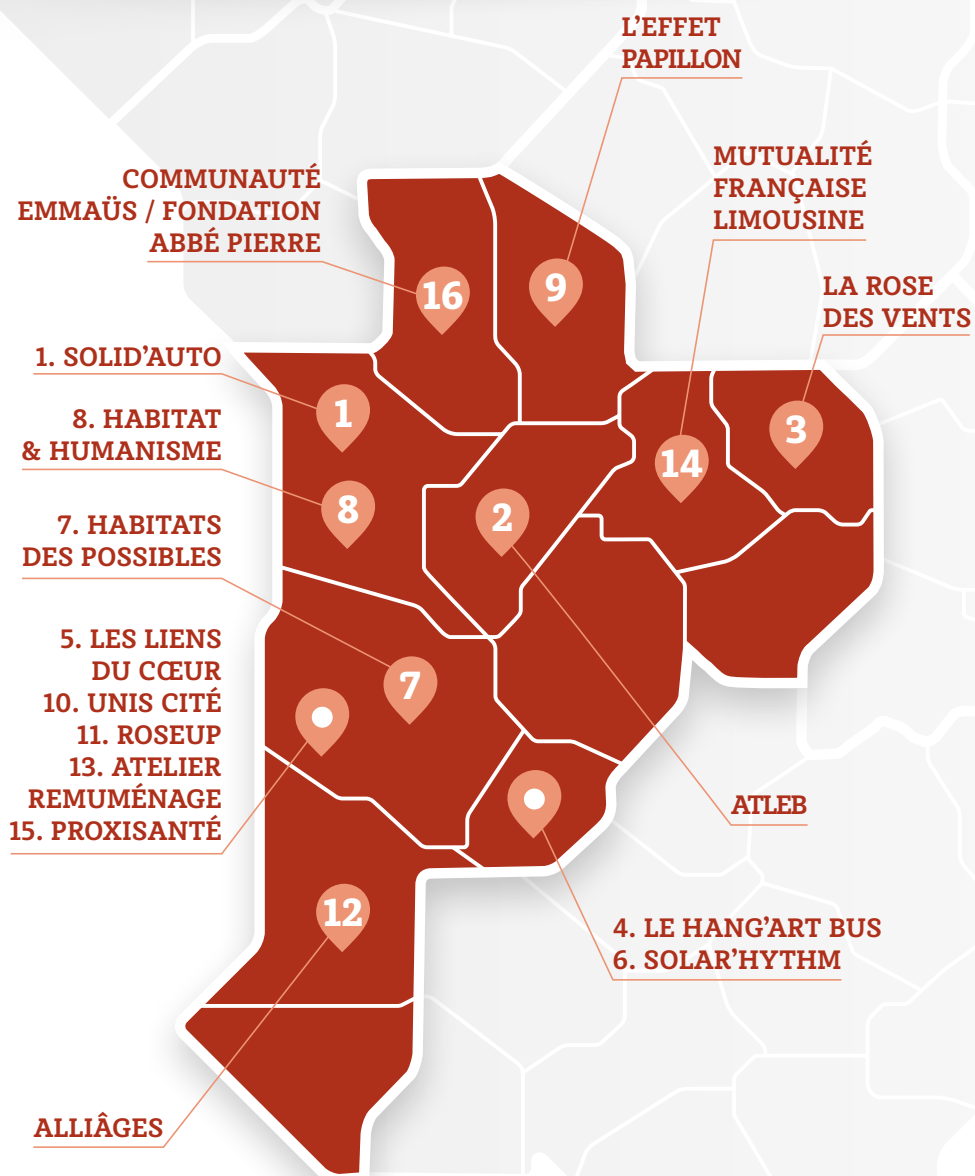 L'EFFET
PAPILLON
COMMUNAUTÉ
EMMAÜS / FONDATION
ABBÉ PIERRE
MUTUALITÉ
FRANÇAISE
LIMOUSINE
LA ROSE
DES VENTS
16
9
1. SOLID'AUTO
1
3
8. HABITAT
& HUMANISME
14
8
2
7. HABITATS
DES POSSIBLES
5. LES LIENS
DU CŒUR
10. UNIS CITÉ
11. ROSEUP
13. ATELIER
REMUMÉNAGE
15. PROXISANTÉ
7
ATLEB
12
4. LE HANG'ART BUS
6. SOLAR'HYTHM
ALLIÂGES